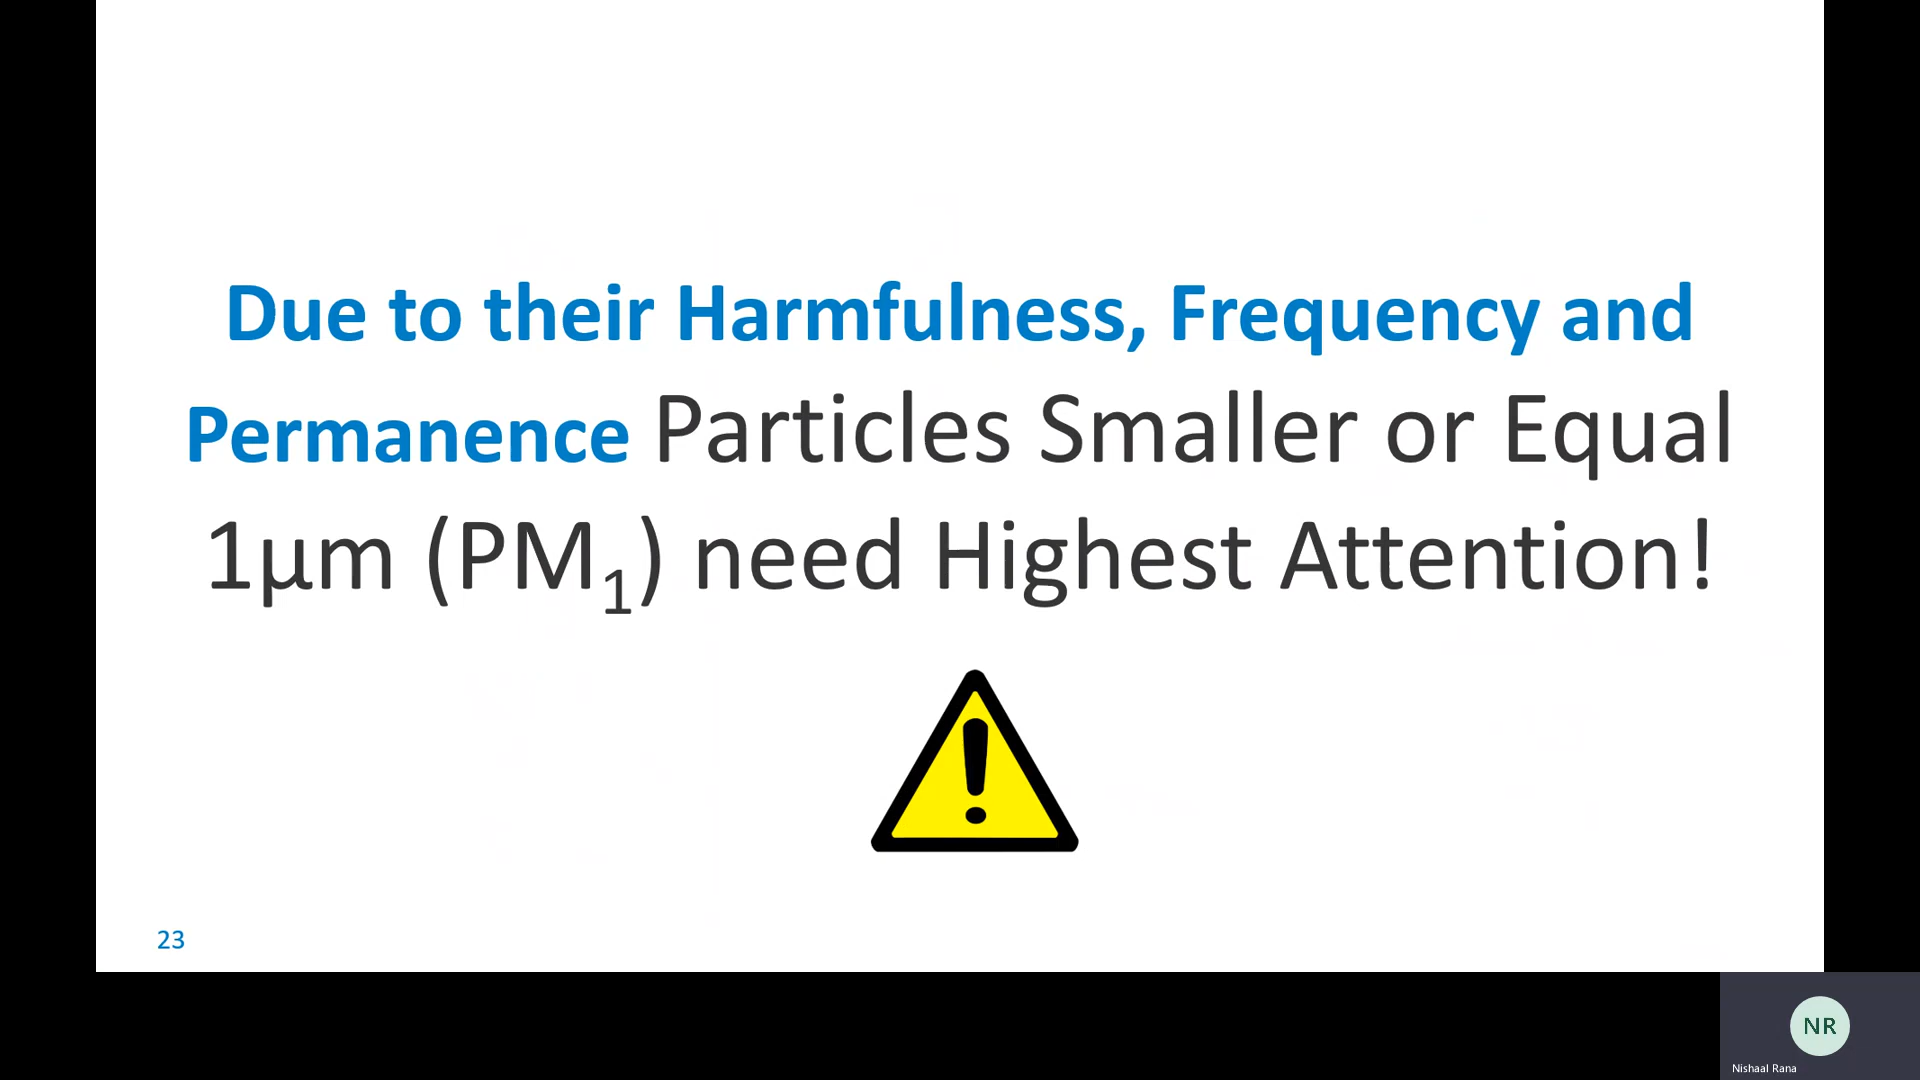 Due to their Harmfulness, Frequency and
Permanence Particles Smaller or Equal
1µm (PM₁) need Highest Attention!
23
NR
Nishaal Rana